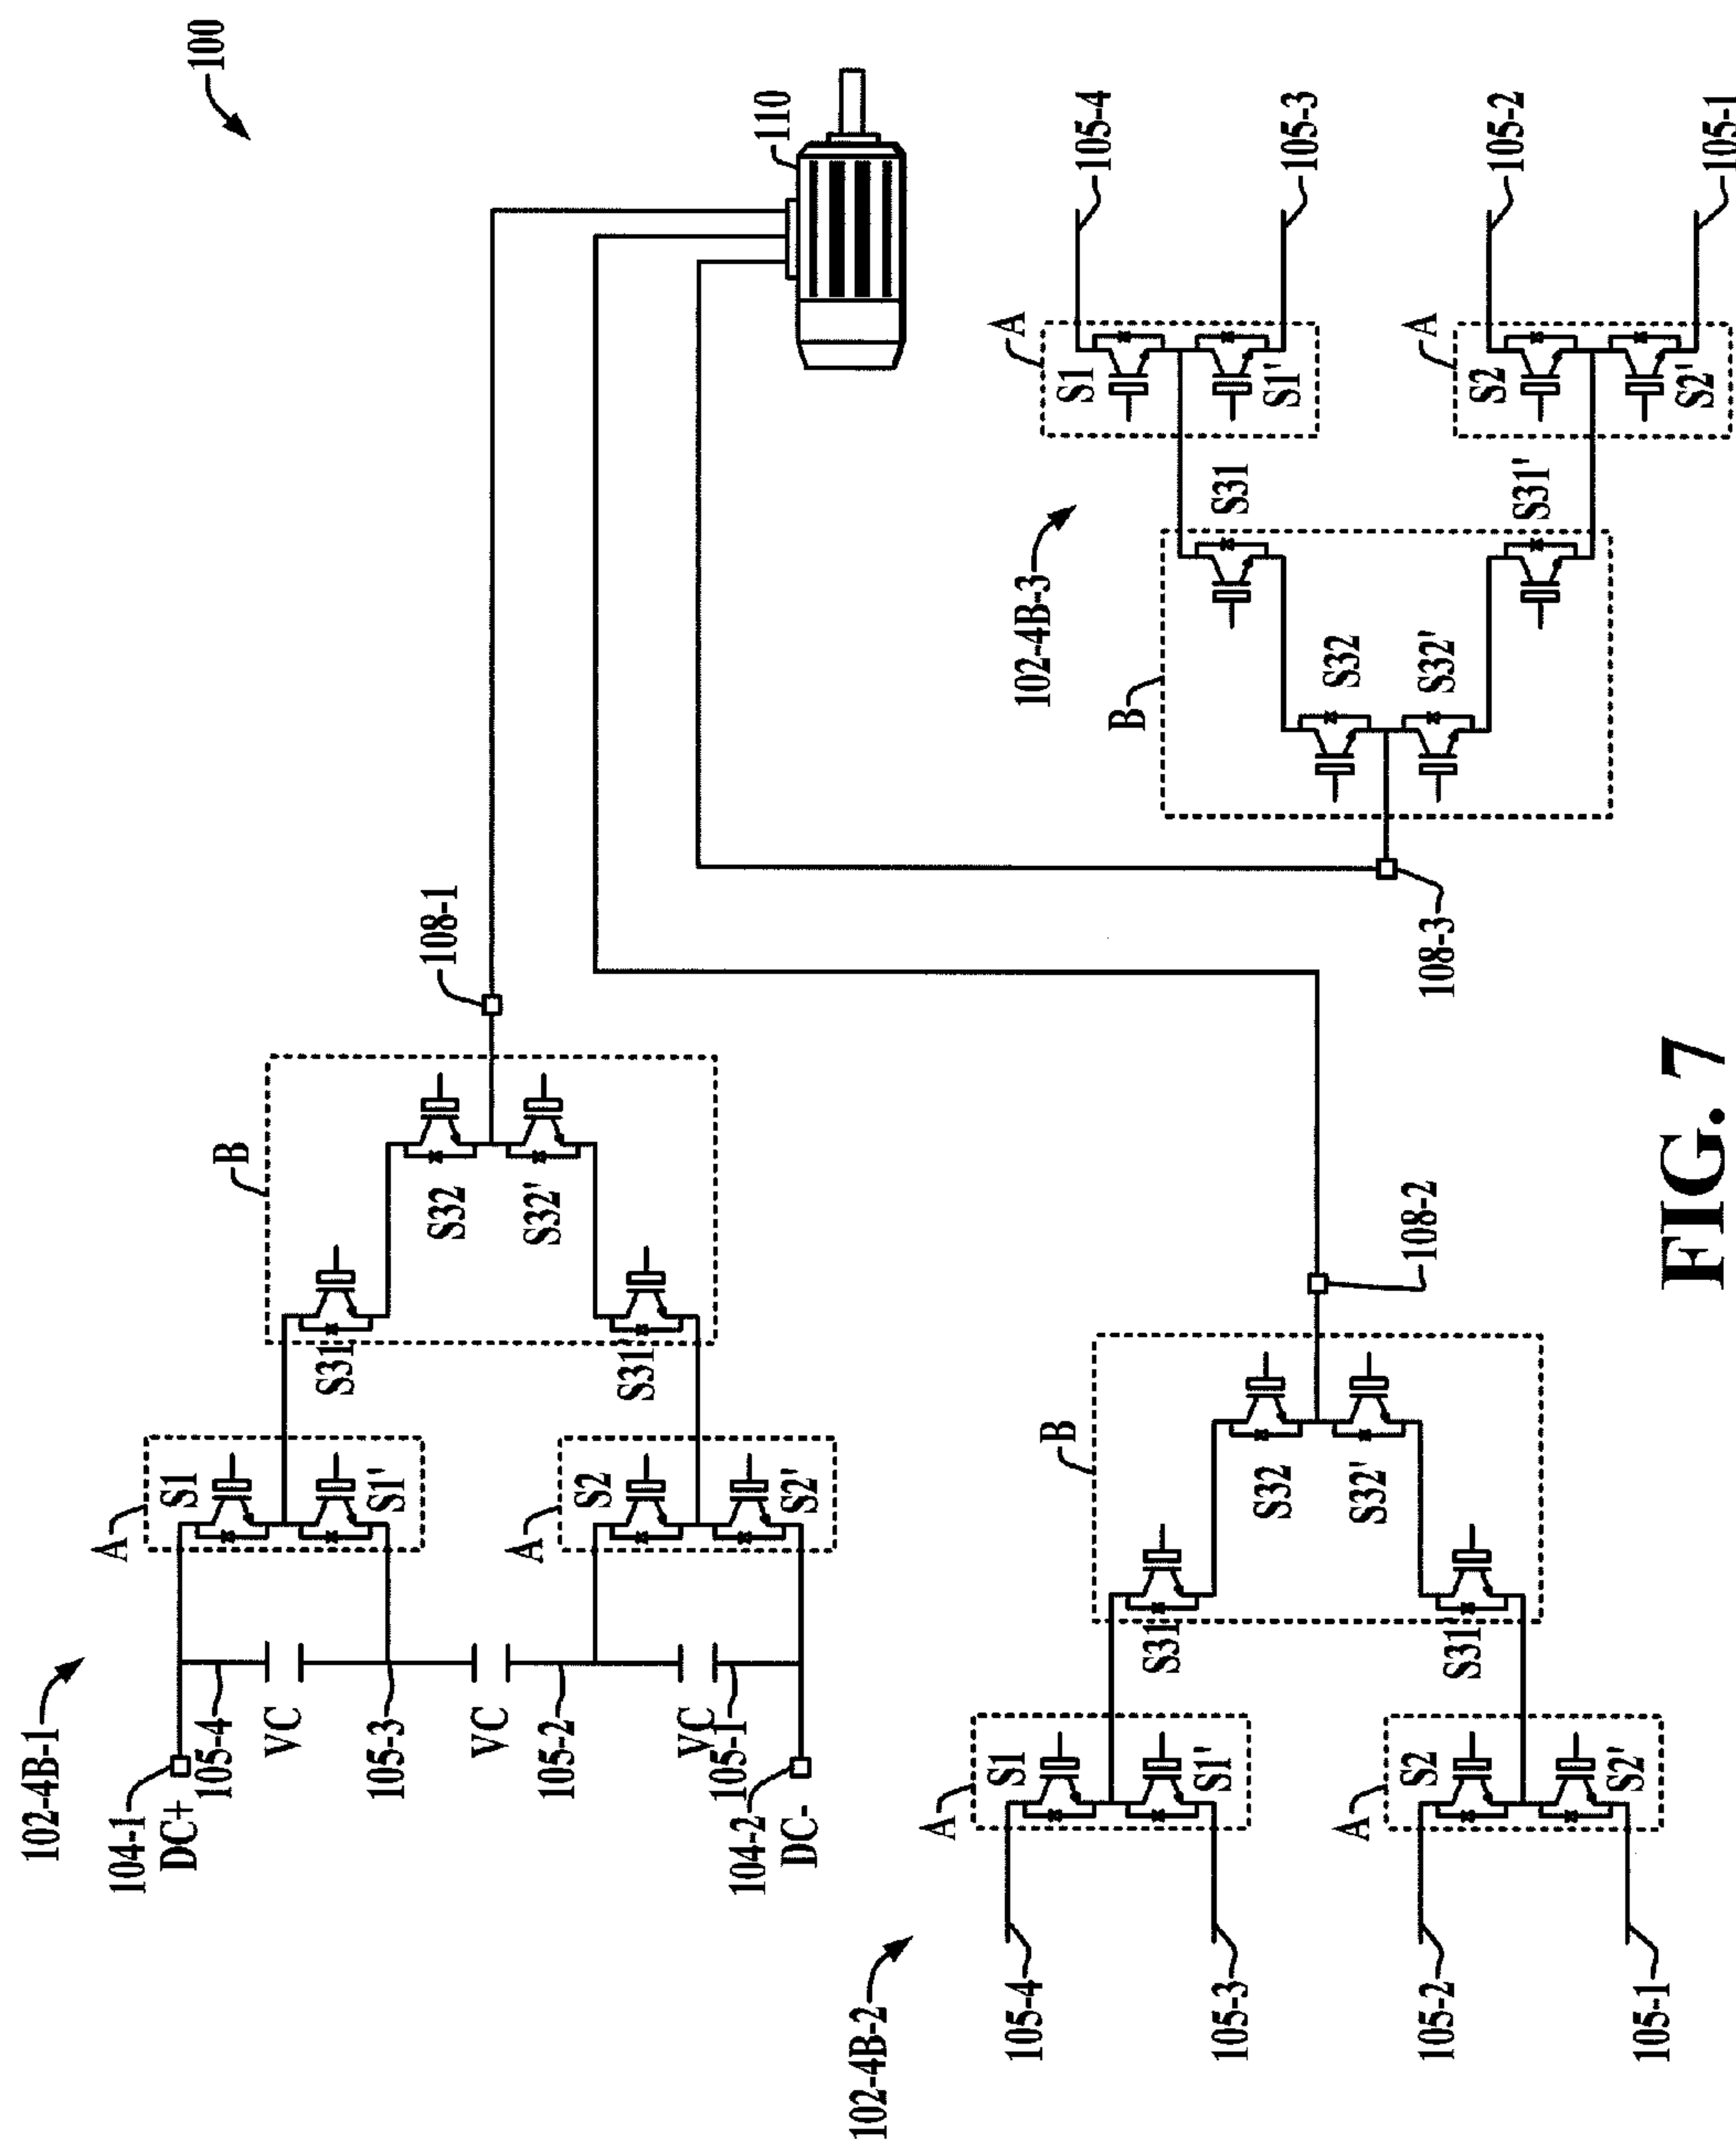 100
102-4B-1
104-1
DC+
105-4
VC
105-3
VC
105-2
VC
105-1
104-2
DC-
A
S1
S1'
A
S2
S2'
B
S31
S32
S32'
S31'
108-1
110
102-4B-2
105-4
105-3
105-2
105-1
A
S1
S1'
A
S2
S2'
B
S31
S32
S32'
S31'
108-2
102-4B-3
108-3
B
S31
S32
S32'
S31'
A
S1
S1'
A
S2
S2'
105-4
105-3
105-2
105-1
FIG. 7